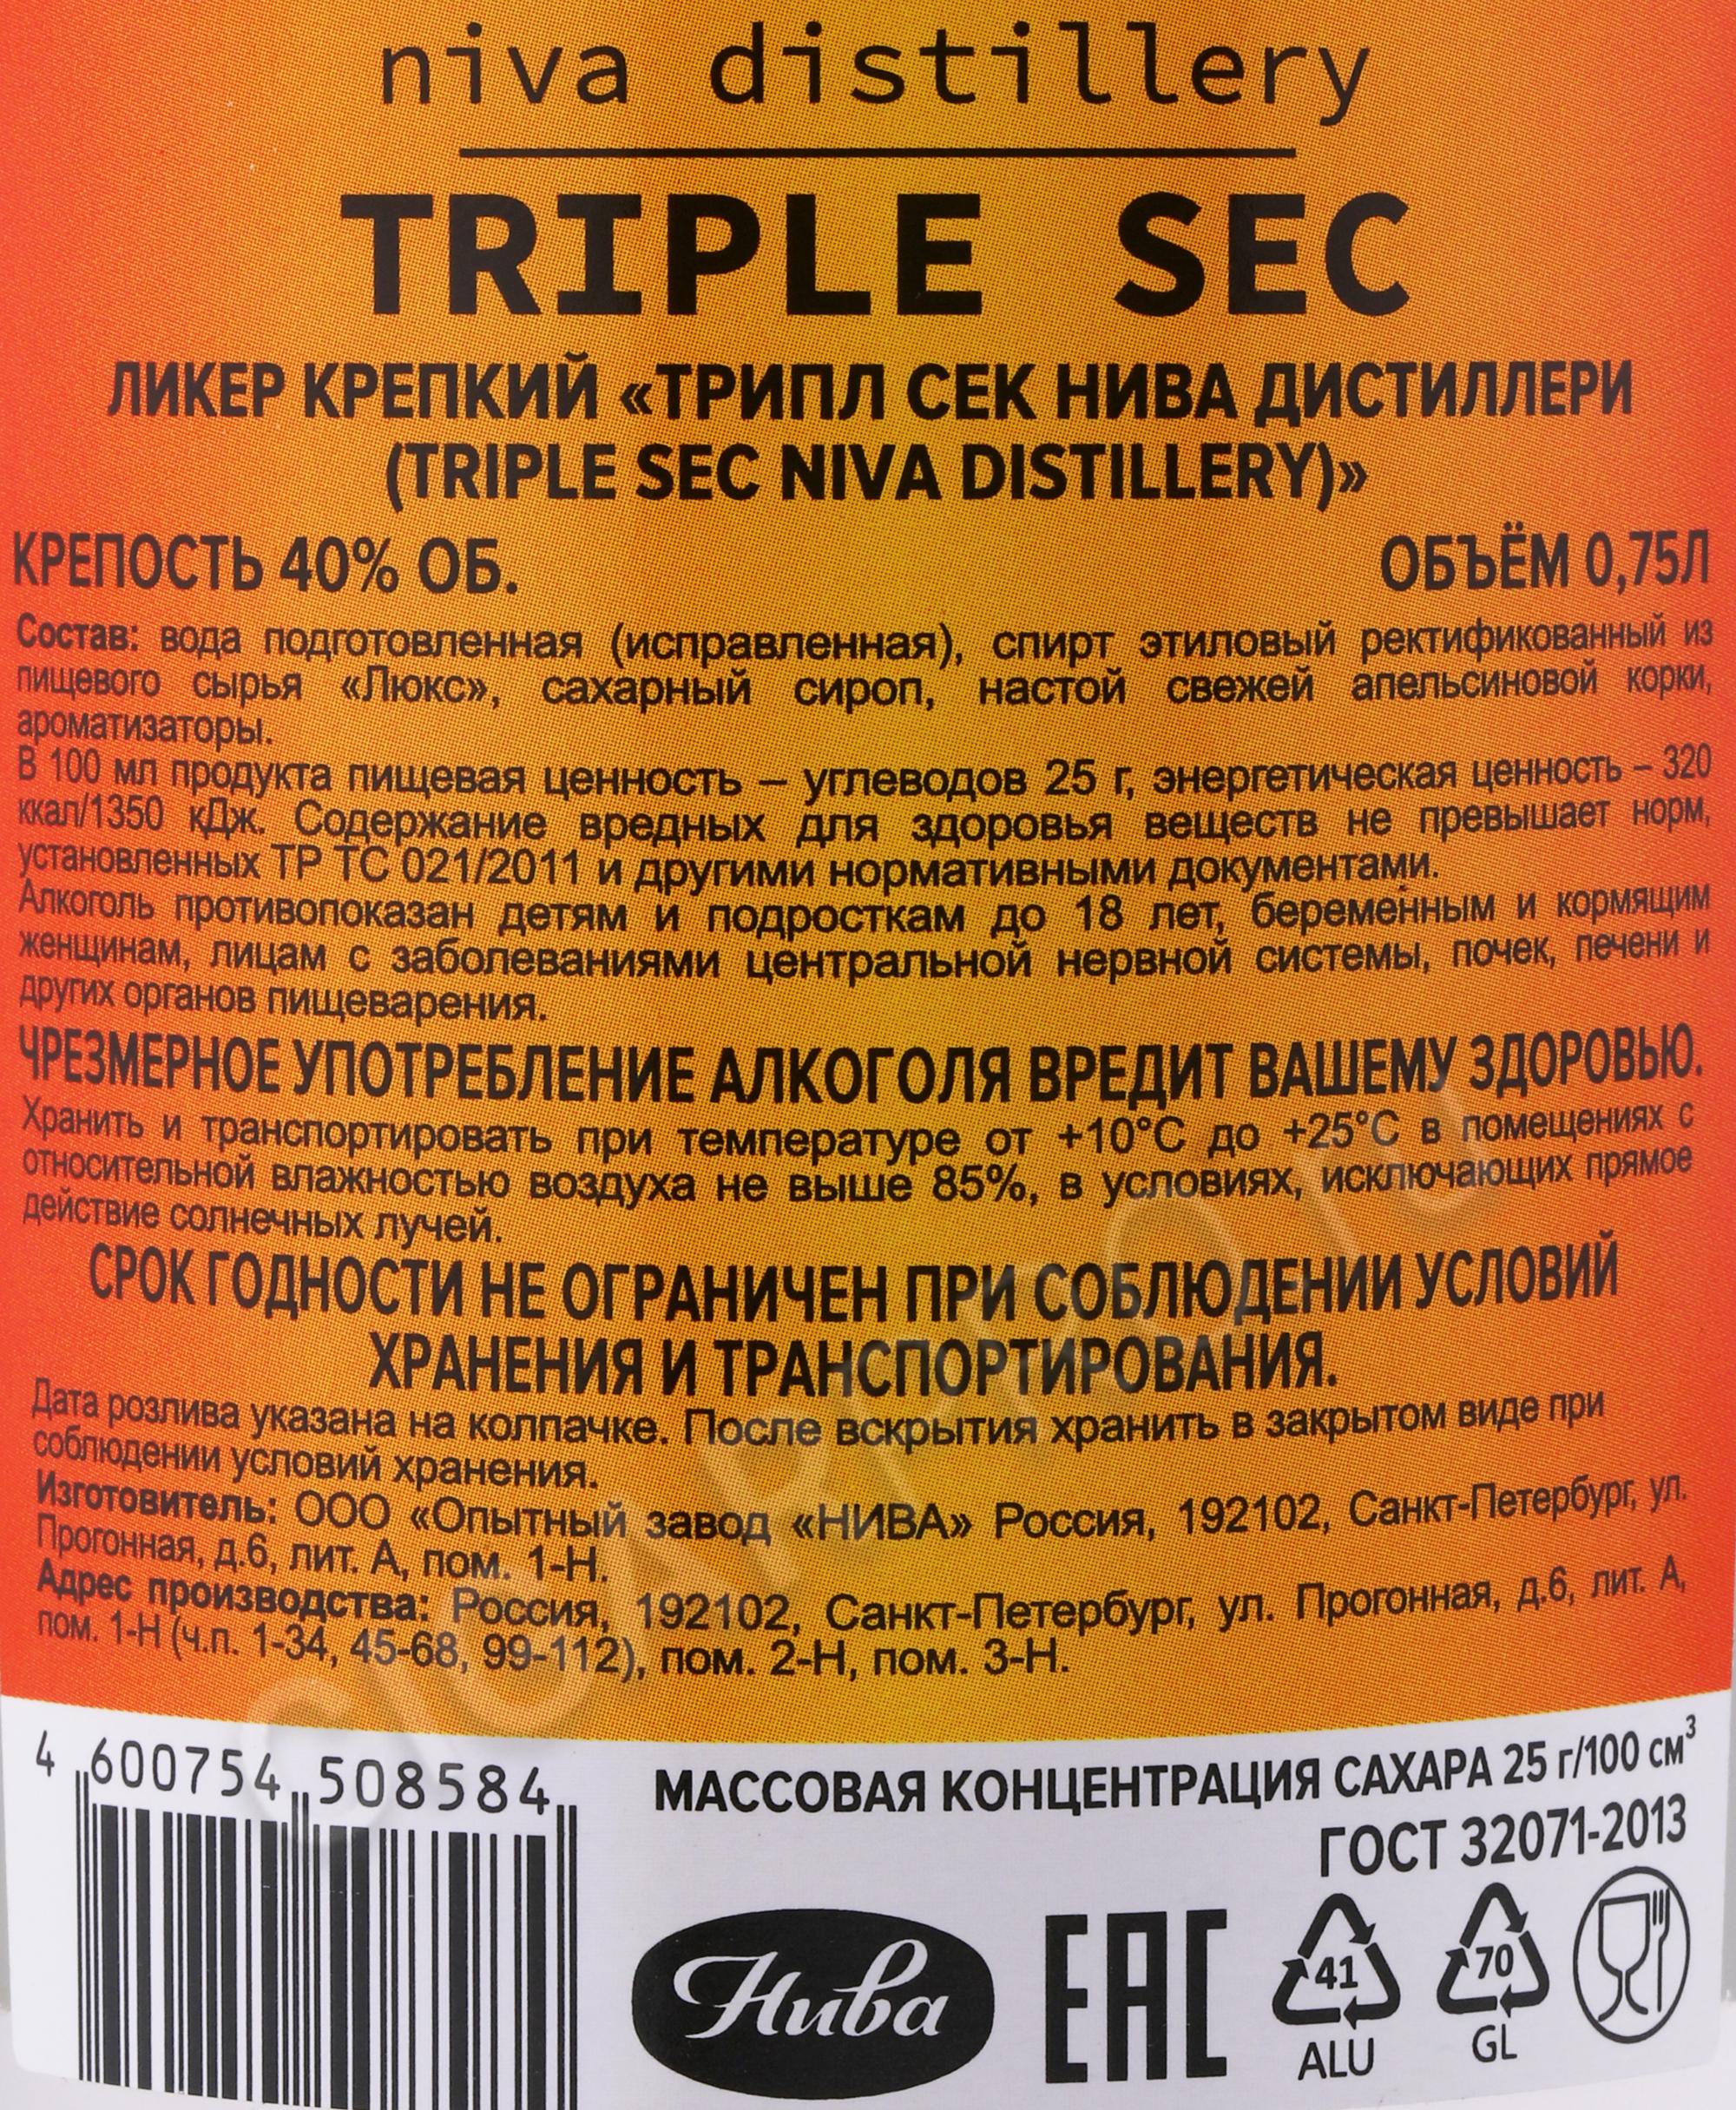 niva distillery
TRIPLE SEC
ЛИКЕР КРЕПКИЙ «ТРИПЛ СЕК НИВА ДИСТИЛЛЕРИ
(TRIPLE SEC NIVA DISTILLERY)»
КРЕПОСТЬ 40% ОБ. ОБЪЁМ 0,75Л
Состав: вода подготовленная (исправленная), спирт этиловый ректификованный из
пищевого сырья «Люкс», сахарный сироп, настой свежей апельсиновой корки,
ароматизаторы.
В 100 мл продукта пищевая ценность – углеводов 25 г, энергетическая ценность – 320
ккал/1350 кДж. Содержание вредных для здоровья веществ не превышает норм,
установленных ТР ТС 021/2011 и другими нормативными документами.
Алкоголь противопоказан детям и подросткам до 18 лет, беременным и кормящим
женщинам, лицам с заболеваниями центральной нервной системы, почек, печени и
других органов пищеварения.
ЧРЕЗМЕРНОЕ УПОТРЕБЛЕНИЕ АЛКОГОЛЯ ВРЕДИТ ВАШЕМУ ЗДОРОВЬЮ.
Хранить и транспортировать при температуре от +10°С до +25°С в помещениях с
относительной влажностью воздуха не выше 85%, в условиях, исключающих прямое
действие солнечных лучей.
СРОК ГОДНОСТИ НЕ ОГРАНИЧЕН ПРИ СОБЛЮДЕНИИ УСЛОВИЙ
ХРАНЕНИЯ И ТРАНСПОРТИРОВАНИЯ.
Дата розлива указана на колпачке. После вскрытия хранить в закрытом виде при
соблюдении условий хранения.
Изготовитель: ООО «Опытный завод «НИВА» Россия, 192102, Санкт-Петербург, ул.
Прогонная, д.6, лит. А, пом. 1-Н.
Адрес производства: Россия, 192102, Санкт-Петербург, ул. Прогонная, д.6, лит. А,
пом. 1-Н (ч.п. 1-34, 45-68, 99-112), пом. 2-Н, пом. 3-Н.
4 600754 508584
МАССОВАЯ КОНЦЕНТРАЦИЯ САХАРА 25 г/100 см³
ГОСТ 32071-2013
Нива
EAC
41
ALU
70
GL